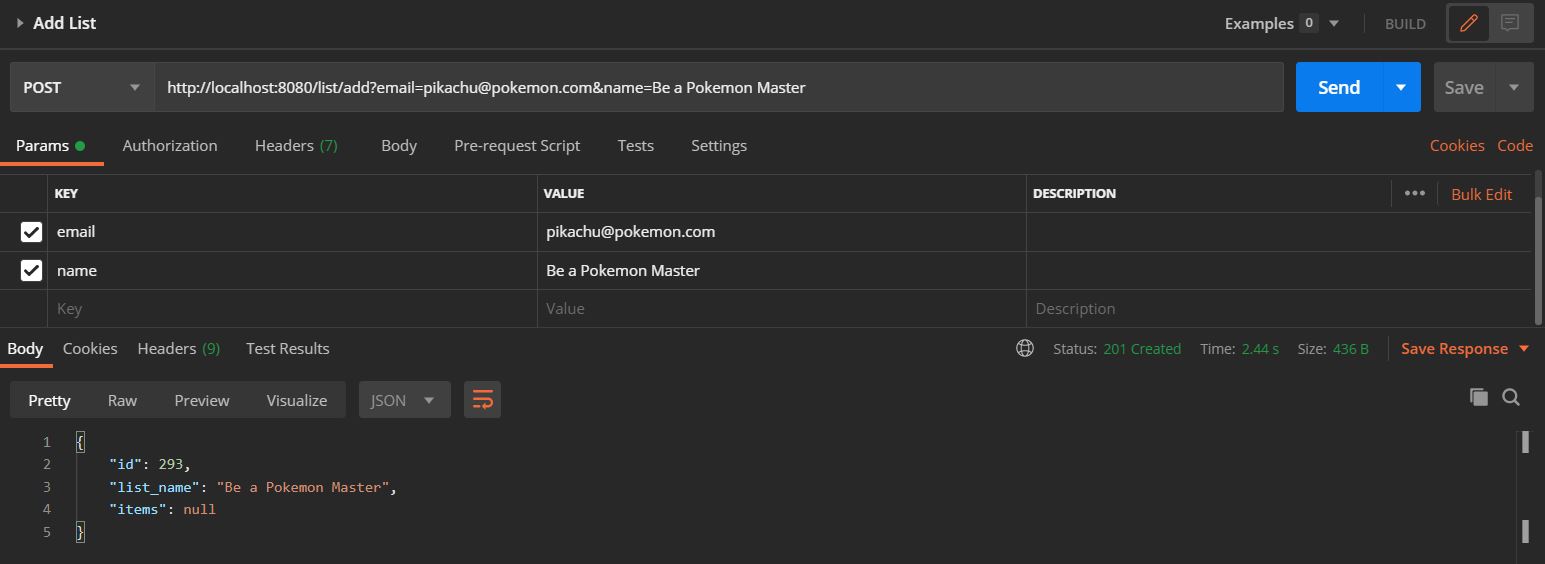 Add List Examples 0 BUILD
POST http://localhost:8080/list/add?email=pikachu@pokemon.com&name=Be a Pokemon Master Send Save
Params Authorization Headers (7) Body Pre-request Script Tests Settings Cookies Code
KEY VALUE DESCRIPTION ••• Bulk Edit
email pikachu@pokemon.com
name Be a Pokemon Master
Key Value Description
Body Cookies Headers (9) Test Results Status: 201 Created Time: 2.44 s Size: 436 B Save Response
Pretty Raw Preview Visualize JSON
1 {
2 "id": 293,
3 "list_name": "Be a Pokemon Master",
4 "items": null
5 }